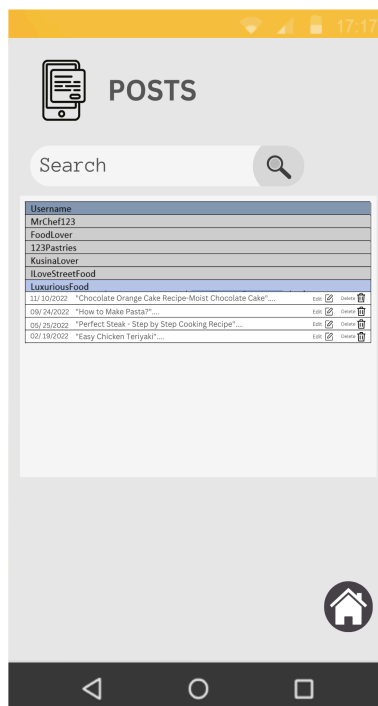 17:17
POSTS
Search
Username
MrChef123
FoodLover
123Pastries
KusinaLover
ILoveStreetFood
LuxuriousFood
11/10/2022 "Chocolate Orange Cake Recipe-Moist Chocolate Cake".... Edit Delete
09/24/2022 "How to Make Pasta?".... Edit Delete
05/25/2022 "Perfect Steak - Step by Step Cooking Recipe".... Edit Delete
02/19/2022 "Easy Chicken Teriyaki".... Edit Delete